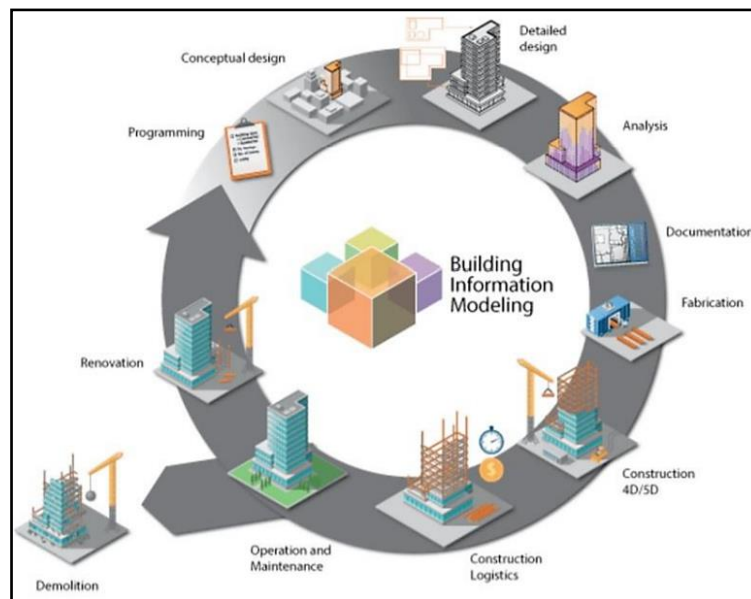 Detailed
design
Conceptual design
Programming
Analysis
Documentation
Building
Information
Modeling
Fabrication
Renovation
Construction
4D/5D
$
Operation and
Maintenance
Construction
Logistics
Demolition